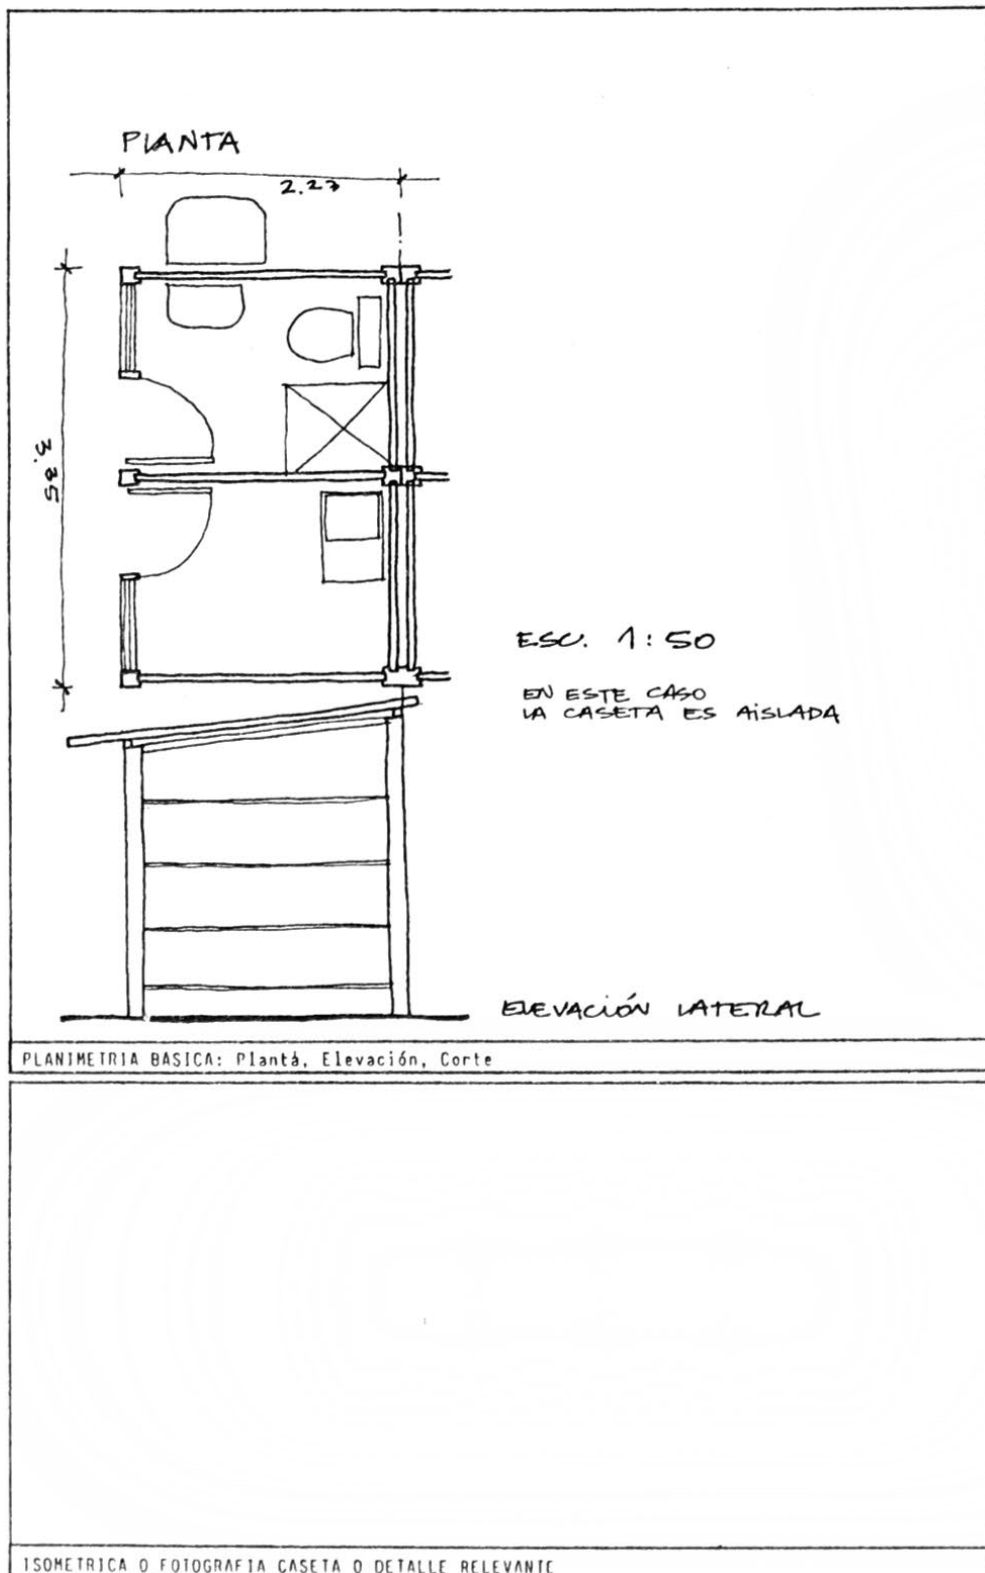 PLANTA
2.27
3.35
ESC. 1:50
EN ESTE CASO
LA CASETA ES AISLADA
ELEVACIÓN LATERAL
PLANIMETRIA BASICA: Plantá, Elevación, Corte
ISOMETRICA O FOTOGRAFIA CASETA O DETALLE RELEVANTE